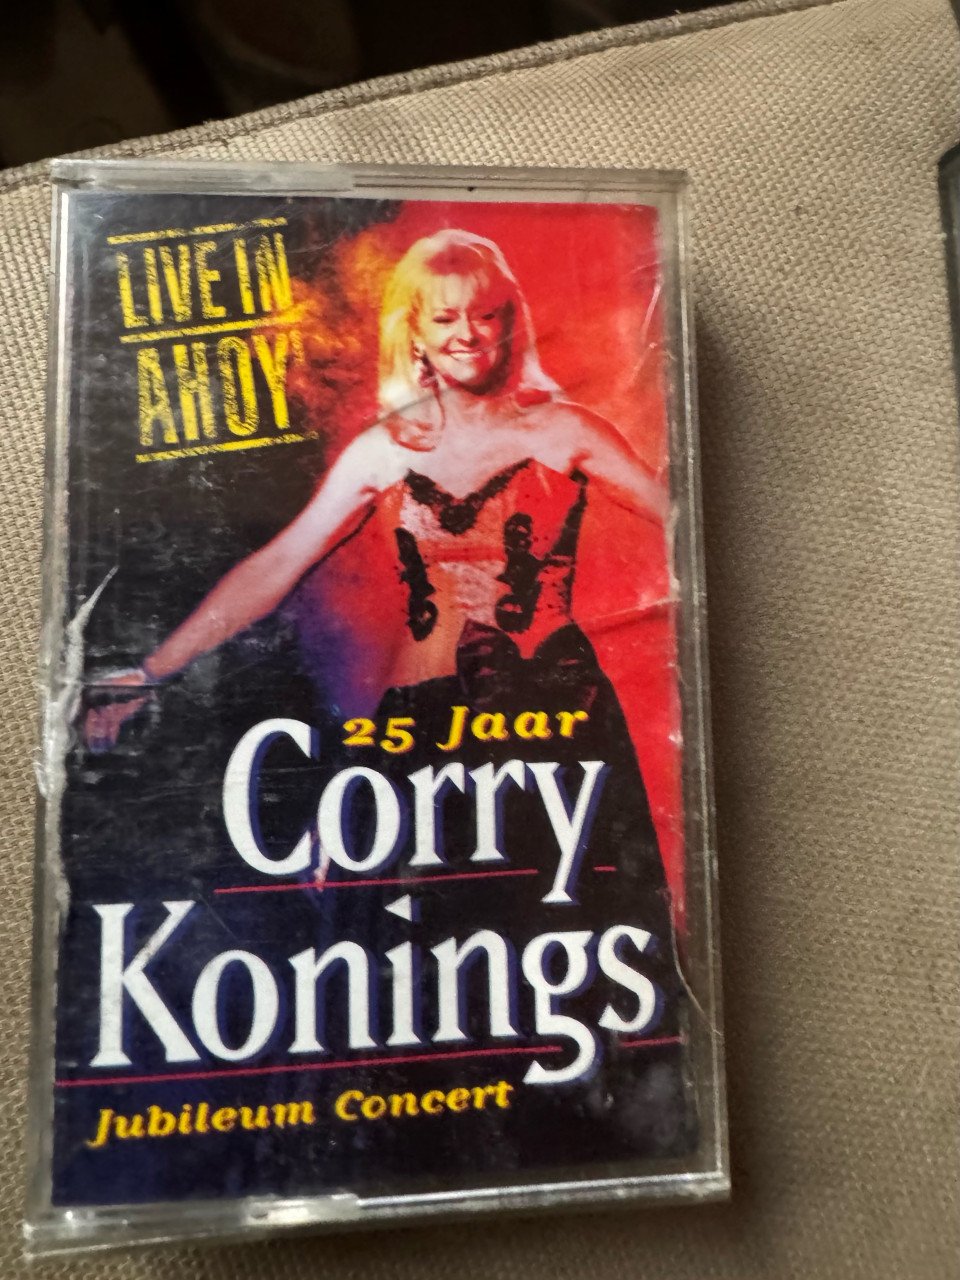 LIVE IN
AHOY'
25 Jaar
Corry
Konings
Jubileum Concert